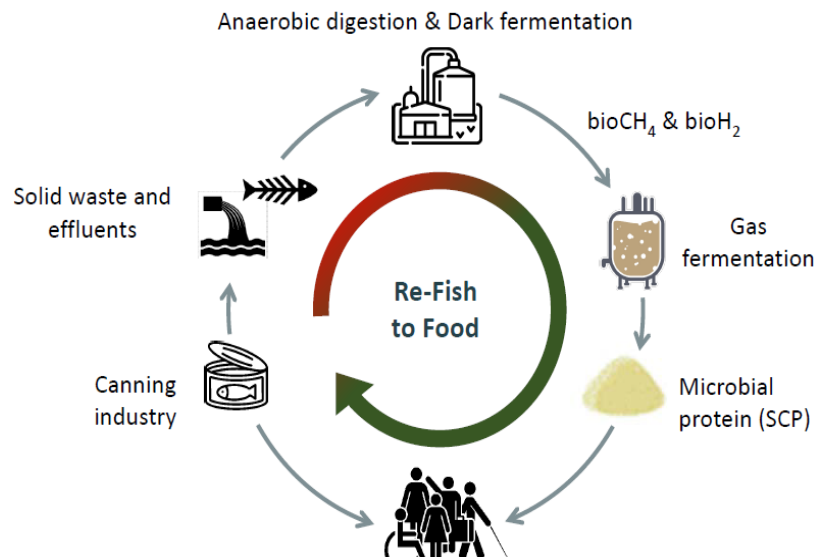 Anaerobic digestion & Dark fermentation
bioCH₄ & bioH₂
Solid waste and
effluents
Gas
fermentation
Re-Fish
to Food
Canning
industry
Microbial
protein (SCP)